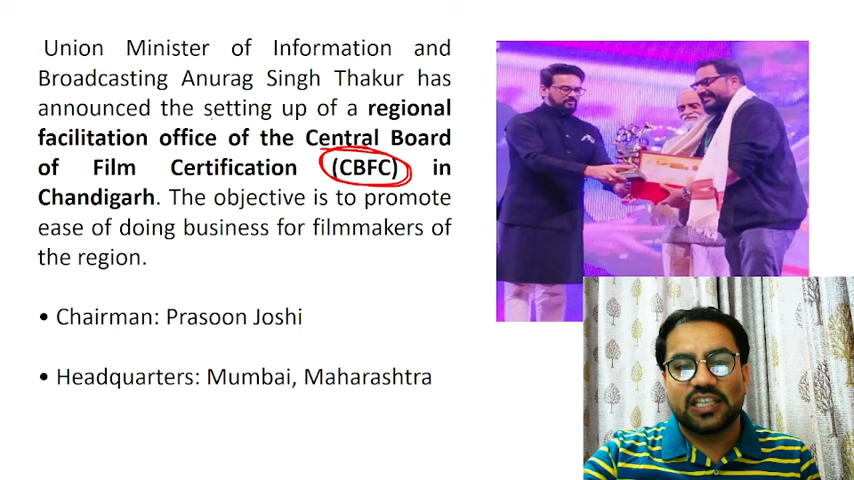 Union Minister of Information and
Broadcasting Anurag Singh Thakur has
announced the setting up of a regional
facilitation office of the Central Board
of Film Certification (CBFC) in
Chandigarh. The objective is to promote
ease of doing business for filmmakers of
the region.
• Chairman: Prasoon Joshi
• Headquarters: Mumbai, Maharashtra